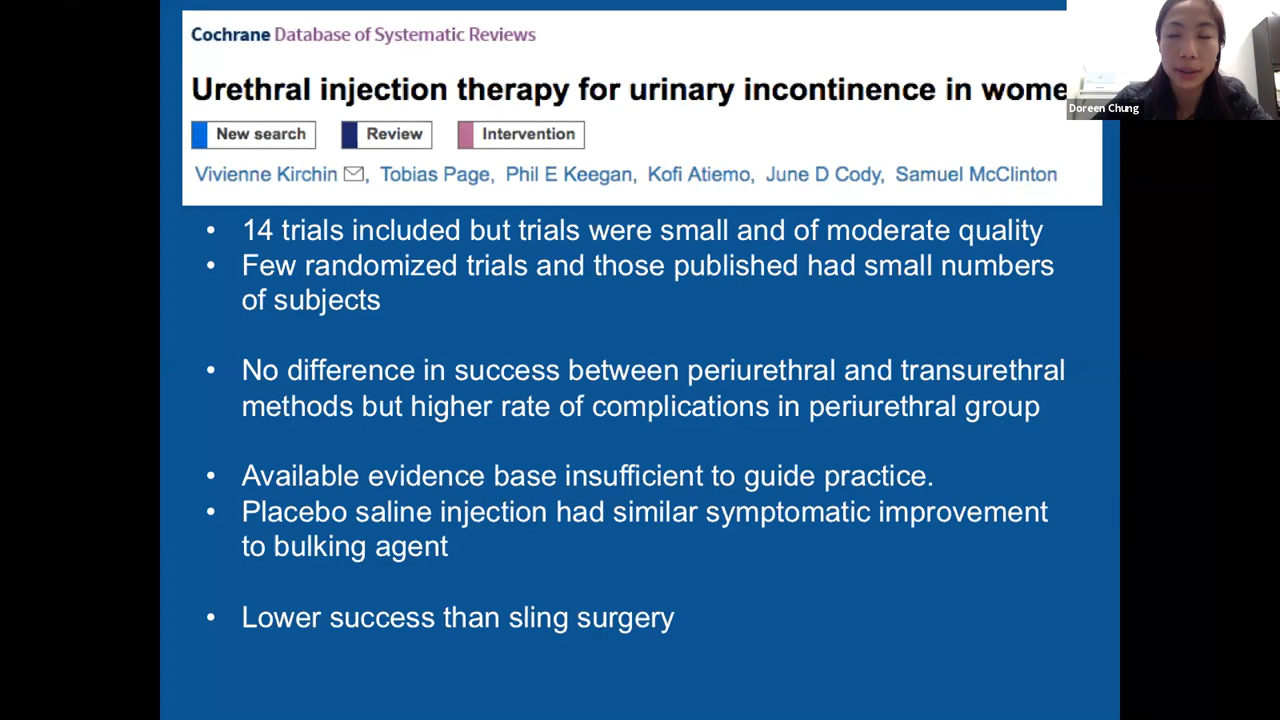 Cochrane Database of Systematic Reviews
Urethral injection therapy for urinary incontinence in wome
Doreen Chung
New search Review Intervention
Vivienne Kirchin, Tobias Page, Phil E Keegan, Kofi Atiemo, June D Cody, Samuel McClinton
• 14 trials included but trials were small and of moderate quality
• Few randomized trials and those published had small numbers
of subjects
• No difference in success between periurethral and transurethral
methods but higher rate of complications in periurethral group
• Available evidence base insufficient to guide practice.
• Placebo saline injection had similar symptomatic improvement
to bulking agent
• Lower success than sling surgery